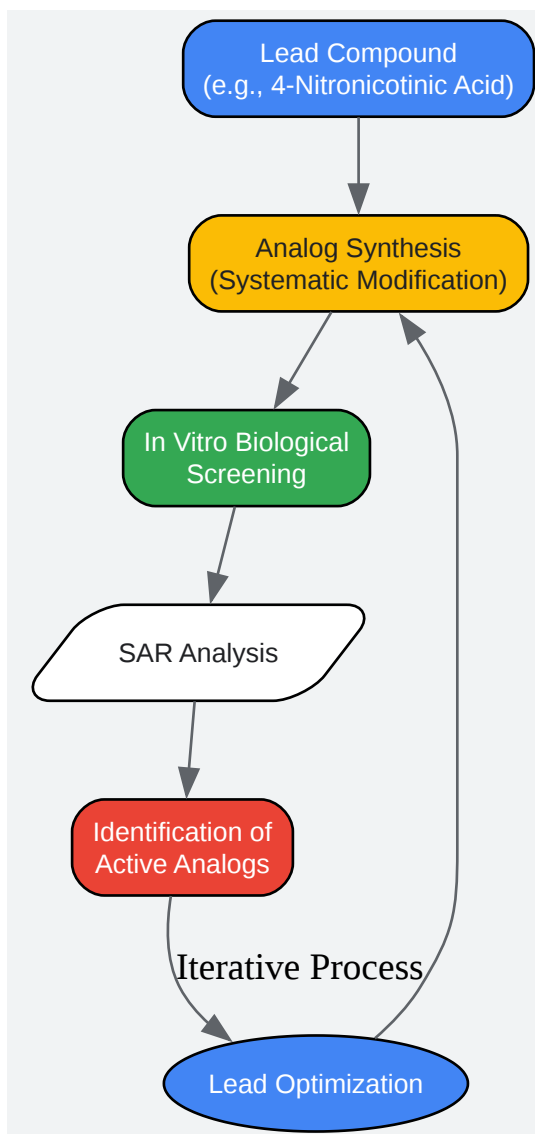 Lead Compound
(e.g., 4-Nitronicotinic Acid)
Analog Synthesis
(Systematic Modification)
In Vitro Biological
Screening
SAR Analysis
Identification of
Active Analogs
Iterative Process
Lead Optimization